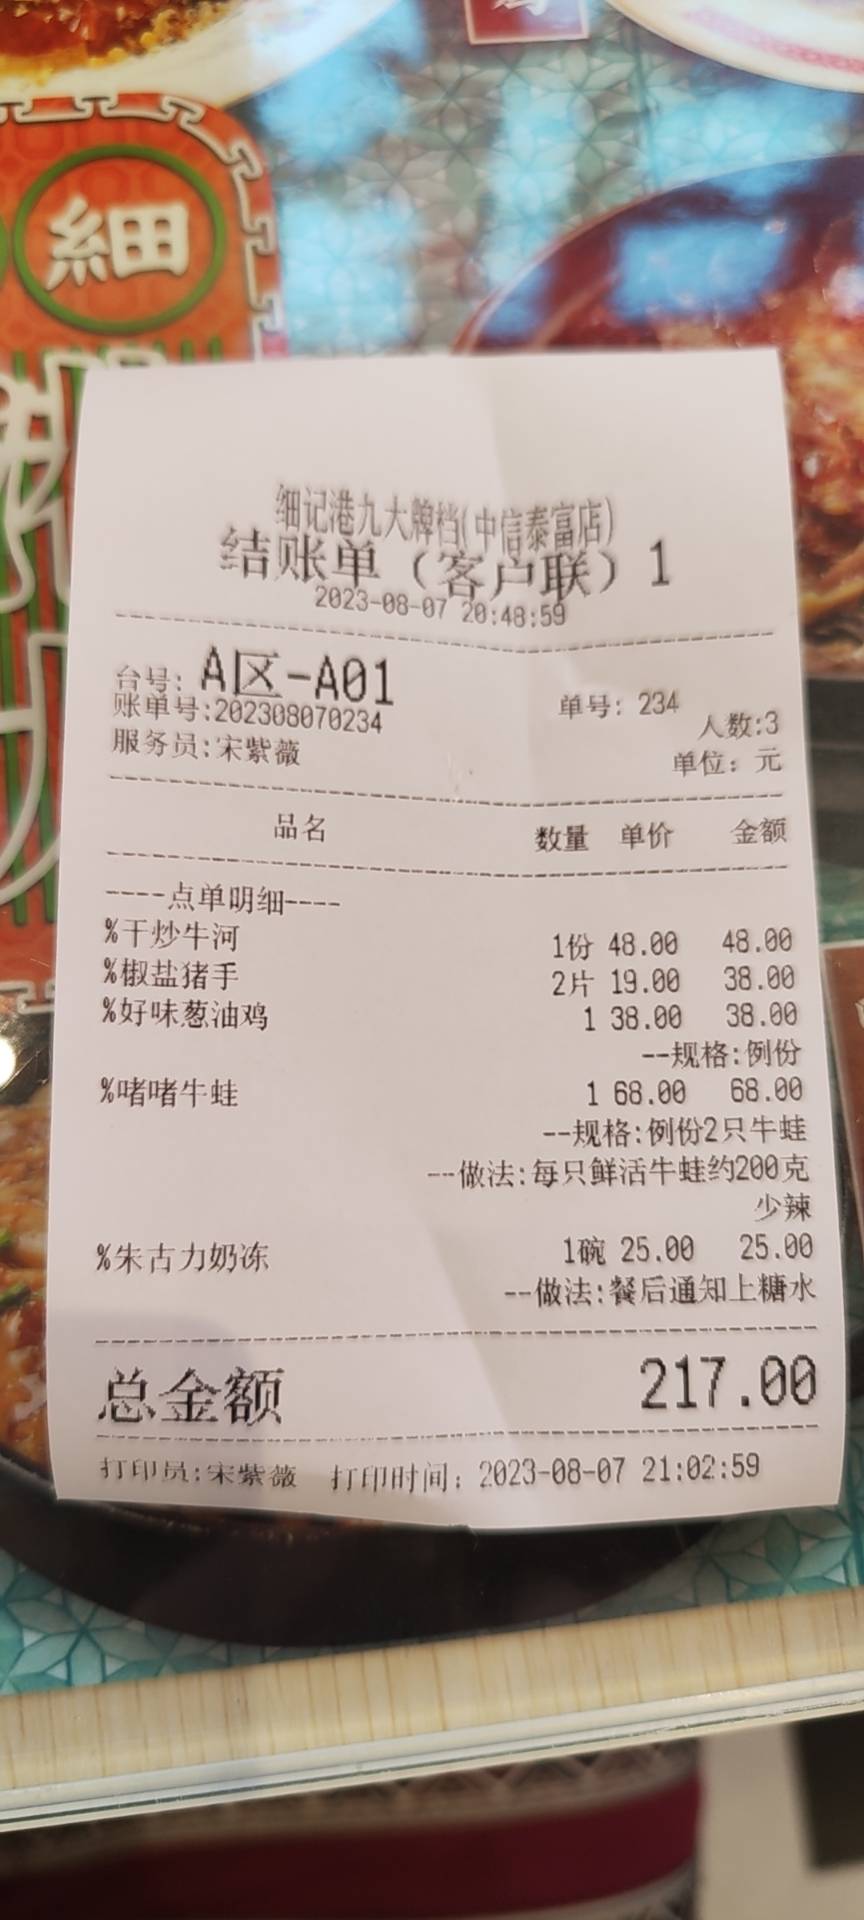 細
细记港九大牌档(中信泰富店)
结账单（客户联）1
2023-08-07 20:48:59
台号: A区-A01
单号: 234
账单号:202308070234
人数:3
服务员:宋紫薇
单位: 元
品名 数量 单价 金额
----点单明细----
%干炒牛河 1份 48.00 48.00
%椒盐猪手 2片 19.00 38.00
%好味葱油鸡 1 38.00 38.00
--规格:例份
%啫啫牛蛙 1 68.00 68.00
--规格:例份2只牛蛙
--做法:每只鲜活牛蛙约200克
少辣
%朱古力奶冻 1碗 25.00 25.00
--做法:餐后通知上糖水
总金额 217.00
打印员:宋紫薇 打印时间: 2023-08-07 21:02:59